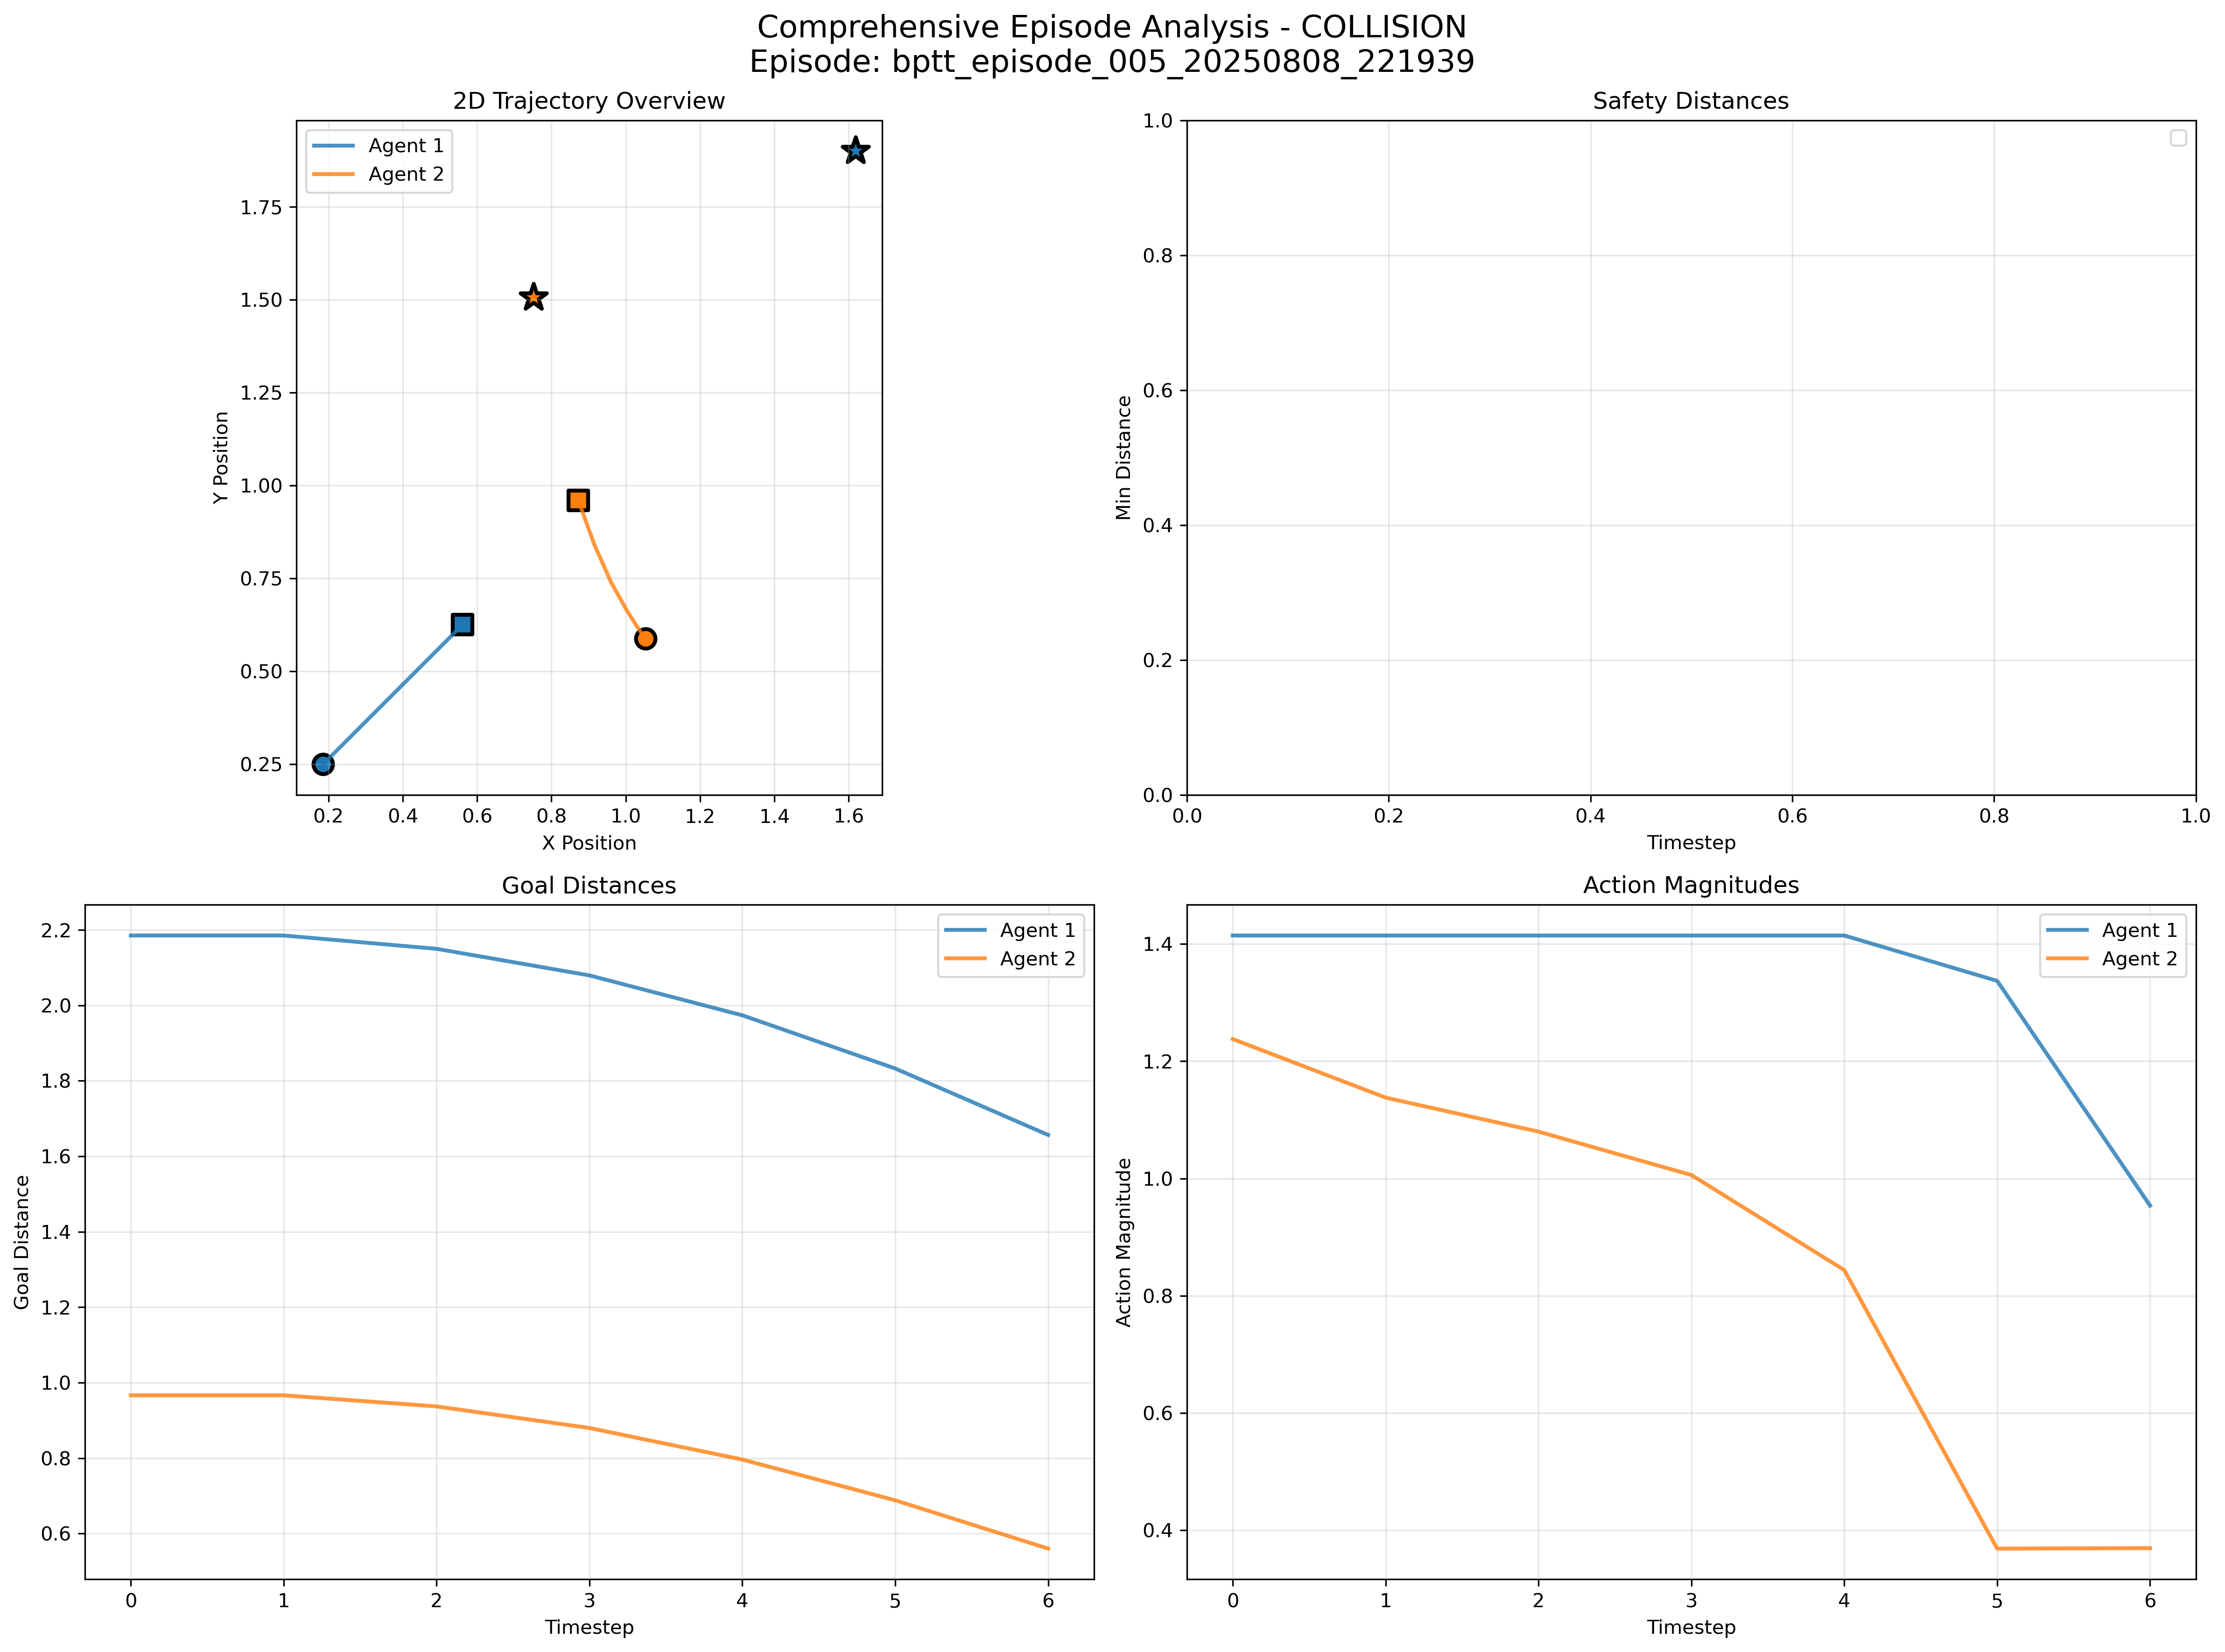 Comprehensive Episode Analysis - COLLISION
Episode: bptt_episode_005_20250808_221939
2D Trajectory Overview
Agent 1
Agent 2
1.75
1.50
1.25
1.00
0.75
0.50
0.25
Y Position
0.2 0.4 0.6 0.8 1.0 1.2 1.4 1.6
X Position
Safety Distances
1.0
0.8
0.6
0.4
0.2
0.0
Min Distance
0.0 0.2 0.4 0.6 0.8 1.0
Timestep
Goal Distances
Agent 1
Agent 2
2.2
2.0
1.8
1.6
1.4
1.2
1.0
0.8
0.6
Goal Distance
0 1 2 3 4 5 6
Timestep
Action Magnitudes
Agent 1
Agent 2
1.4
1.2
1.0
0.8
0.6
0.4
Action Magnitude
0 1 2 3 4 5 6
Timestep